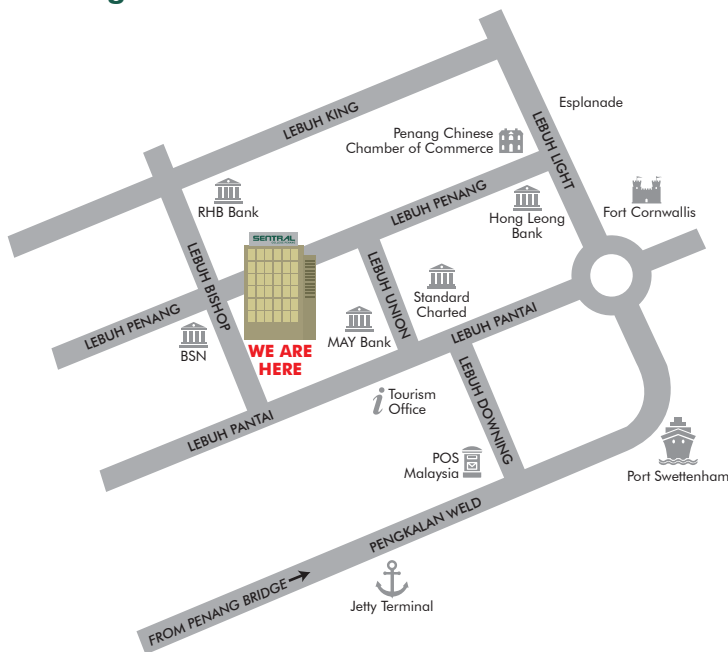 LEBUH KING
Esplanade
LEBUH LIGHT
Penang Chinese
Chamber of Commerce
RHB Bank
LEBUH PENANG
Hong Leong
Bank
Fort Cornwallis
SENTRAL
LEBUH BISHOP
LEBUH UNION
Standard
Charted
LEBUH PENANG
BSN
MAY Bank
LEBUH PANTAI
WE ARE
HERE
LEBUH DOWNING
Tourism
Office
LEBUH PANTAI
POS
Malaysia
Port Swettenham
PENGKALAN WELD
FROM PENANG BRIDGE
Jetty Terminal